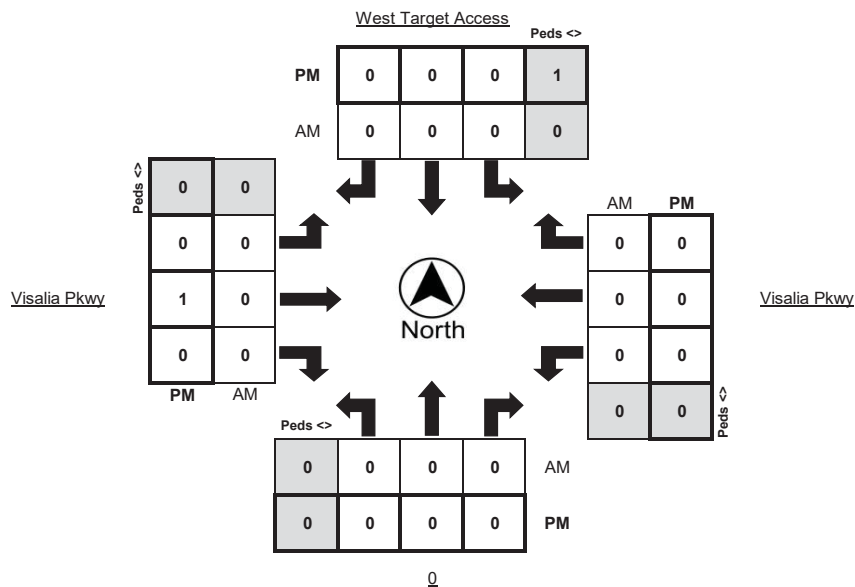 West Target Access
Peds <>
PM 0 0 0 1
AM 0 0 0 0
Peds <> 0 0
AM PM
0 0
0 0
Visalia Pkwy 1 0
North
0 0
Visalia Pkwy
0 0
0 0
PM AM
0 0 Peds <>
Peds <>
0 0 0 0 AM
0 0 0 0 PM
0